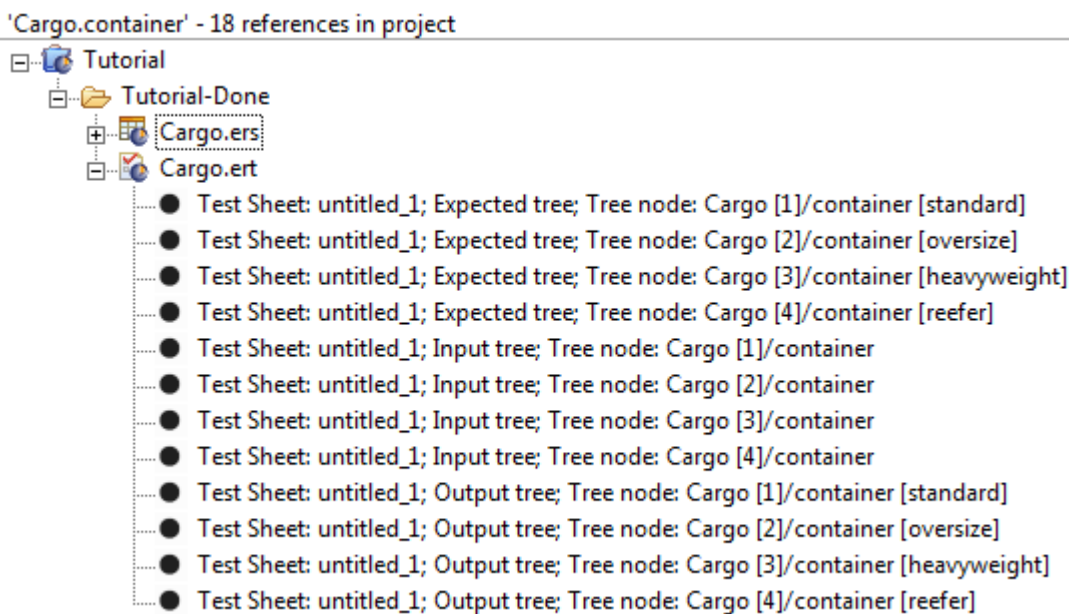 'Cargo.container' - 18 references in project
Tutorial
Tutorial-Done
Cargo.ers
Cargo.ert
Test Sheet: untitled_1; Expected tree; Tree node: Cargo [1]/container [standard]
Test Sheet: untitled_1; Expected tree; Tree node: Cargo [2]/container [oversize]
Test Sheet: untitled_1; Expected tree; Tree node: Cargo [3]/container [heavyweight]
Test Sheet: untitled_1; Expected tree; Tree node: Cargo [4]/container [reefer]
Test Sheet: untitled_1; Input tree; Tree node: Cargo [1]/container
Test Sheet: untitled_1; Input tree; Tree node: Cargo [2]/container
Test Sheet: untitled_1; Input tree; Tree node: Cargo [3]/container
Test Sheet: untitled_1; Input tree; Tree node: Cargo [4]/container
Test Sheet: untitled_1; Output tree; Tree node: Cargo [1]/container [standard]
Test Sheet: untitled_1; Output tree; Tree node: Cargo [2]/container [oversize]
Test Sheet: untitled_1; Output tree; Tree node: Cargo [3]/container [heavyweight]
Test Sheet: untitled_1; Output tree; Tree node: Cargo [4]/container [reefer]